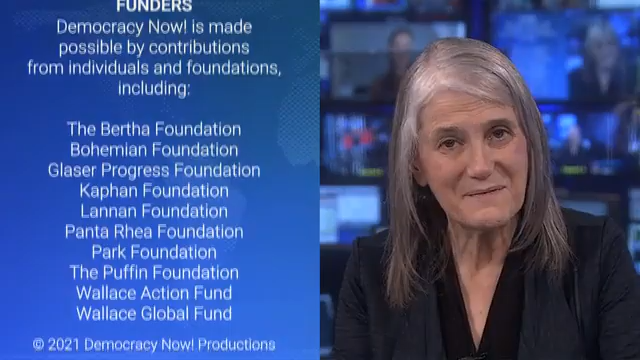 FUNDERS
Democracy Now! is made
possible by contributions
from individuals and foundations,
including:
The Bertha Foundation
Bohemian Foundation
Glaser Progress Foundation
Kaphan Foundation
Lannan Foundation
Panta Rhea Foundation
Park Foundation
The Puffin Foundation
Wallace Action Fund
Wallace Global Fund
© 2021 Democracy Now! Productions